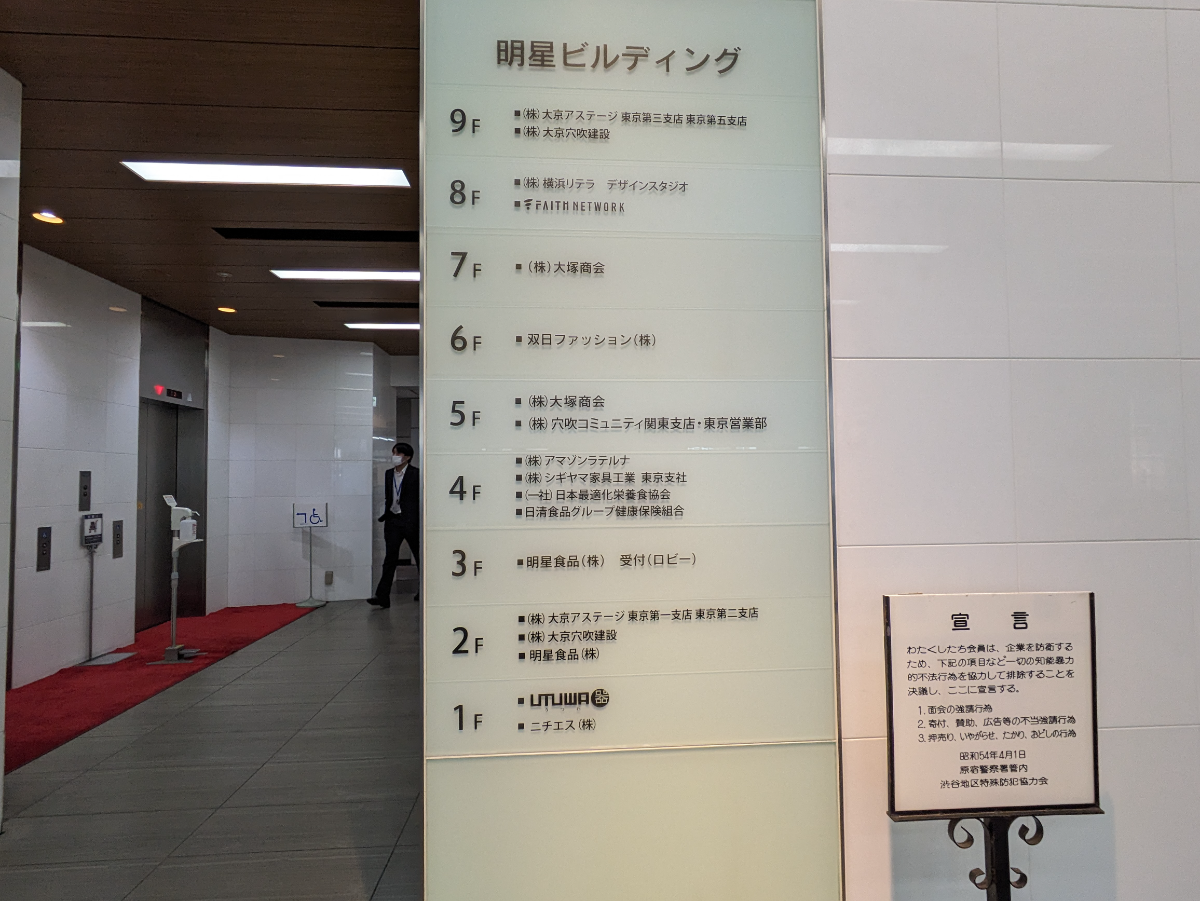 明星ビルディング
9F
■(株)大京アステージ 東京第三支店 東京第五支店
■(株)大京穴吹建設
8F
■(株)横浜リテラ デザインスタジオ
■FAITH NETWORK
7F
■(株)大塚商会
6F
■双日ファッション(株)
5F
■(株)大塚商会
■(株)穴吹コミュニティ関東支店・東京営業部
4F
■(株)アマゾンラテルナ
■(株)シギヤマ家具工業 東京支社
■(一社)日本最適化栄養食協会
■日清食品グループ健康保険組合
3F
■明星食品(株) 受付(ロビー)
2F
■(株)大京アステージ 東京第一支店 東京第二支店
■(株)大京穴吹建設
■明星食品(株)
1F
■UTUWA 器
■ニチエス(株)
宣言
わたくしたち会員は、企業を防衛する
ため、下記の項目など一切の知能暴力
的不法行為を協力して排除することを
決議し、ここに宣言する。
1. 面会の強請行為
2. 寄付、賛助、広告等の不当強請行為
3. 押売り、いやがらせ、たかり、おどしの行為
昭和54年4月1日
原宿警察署管内
渋谷地区特殊防犯協力会